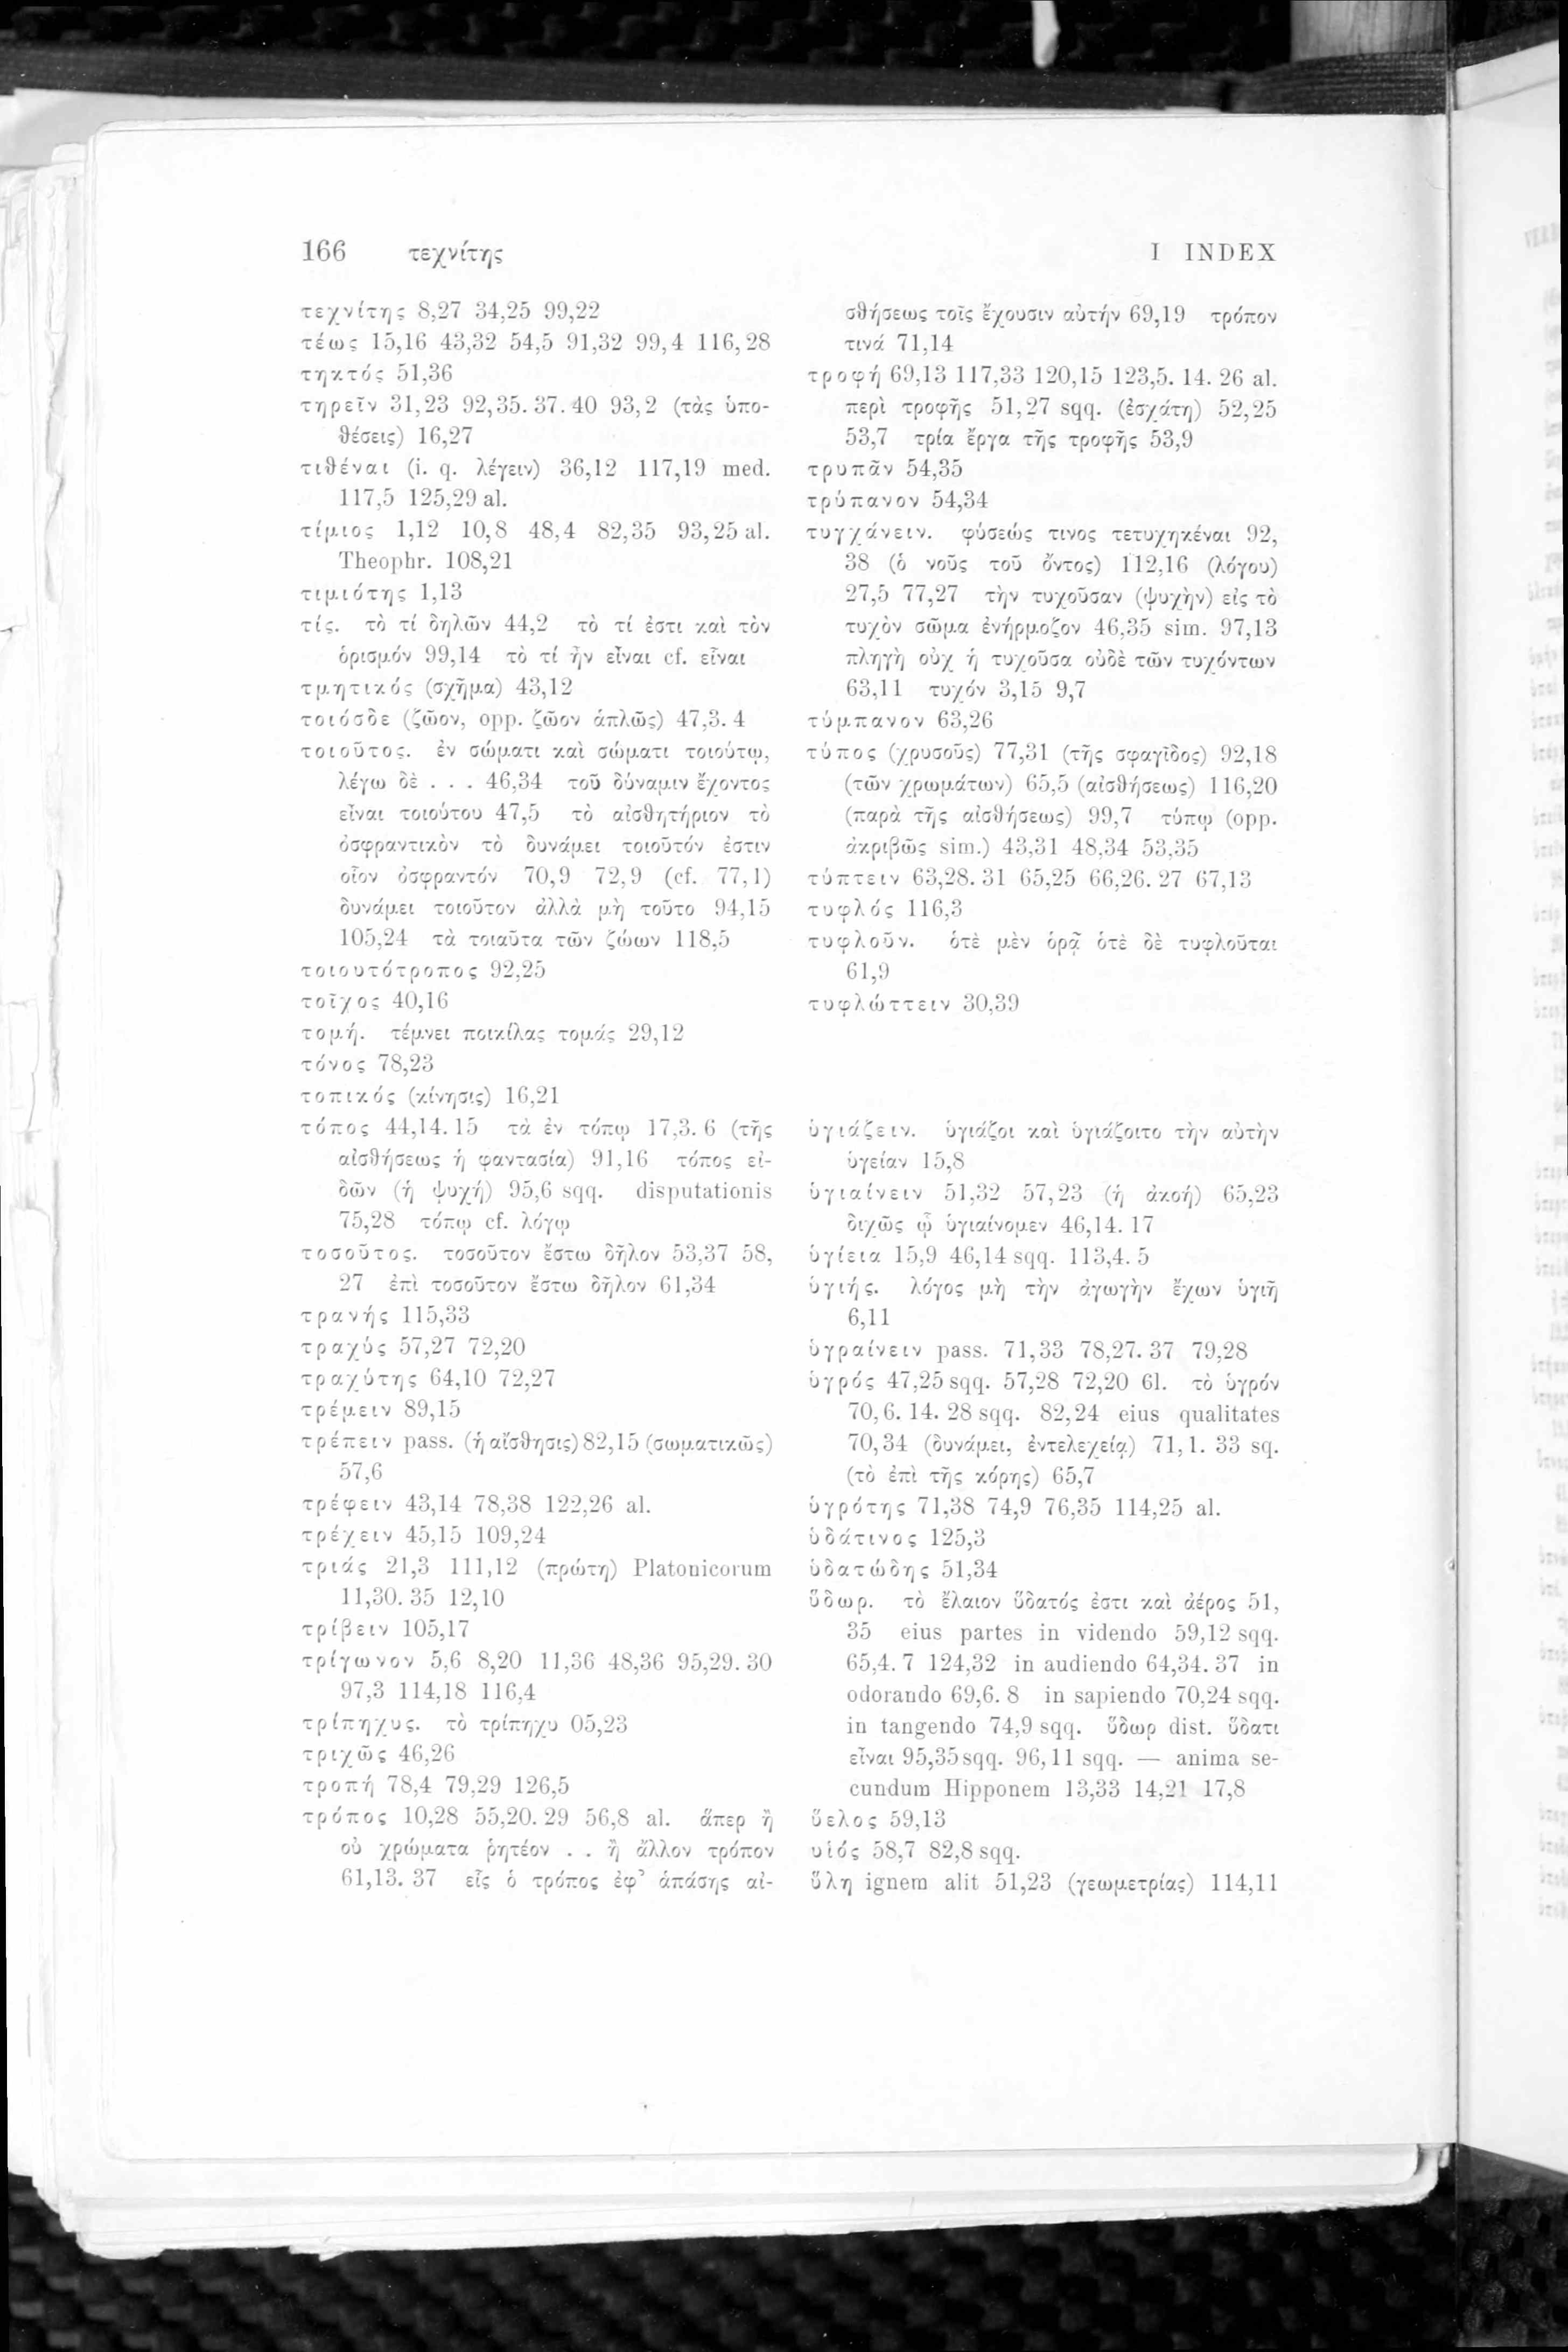 166 τεχνίτης I INDEX
τεχνίτης 8,27 34,25 99,22
τέως 15,16 43,32 54,5 91,32 99,4 116,28
τηκτός 51,36
τηρεῖν 31,23 92,35. 37. 40 93,2 (τὰς ὑπο-
θέσεις) 16,27
τιθέναι (i. q. λέγειν) 36,12 117,19 med.
117,5 125,29 al.
τίμιος 1,12 10,8 48,4 82,35 93,25 al.
Theophr. 108,21
τιμιότης 1,13
τίς. τὸ τί δηλῶν 44,2 τὸ τί ἐστι καὶ τὸν
ὁρισμόν 99,14 τὸ τί ἦν εἶναι cf. εἶναι
τμητικός (σχῆμα) 43,12
τοιόσδε (ζῶον, opp. ζῶον ἁπλῶς) 47,3. 4
τοιοῦτος. ἐν σώματι καὶ σώματι τοιούτῳ,
λέγω δὲ . . . 46,34 τοῦ δύναμιν ἔχοντος
εἶναι τοιούτου 47,5 τὸ αἰσθητήριον τὸ
ὀσφραντικὸν τὸ δυνάμει τοιοῦτόν ἐστιν
οἷον ὀσφραντόν 70,9 72,9 (cf. 77,1)
δυνάμει τοιοῦτον ἀλλὰ μὴ τοῦτο 94,15
105,24 τὰ τοιαῦτα τῶν ζώων 118,5
τοιουτότροπος 92,25
τοῖχος 40,16
τομή. τέμνει ποικίλας τομάς 29,12
τόνος 78,23
τοπικός (κίνησις) 16,21
τόπος 44,14. 15 τὰ ἐν τόπῳ 17,3. 6 (τῆς
αἰσθήσεως ἡ φαντασία) 91,16 τόπος εἰ-
δῶν (ἡ ψυχή) 95,6 sqq. disputationis
75,28 τόπῳ cf. λόγῳ
τοσοῦτος. τοσοῦτον ἔστω δῆλον 53,37 58,
27 ἐπὶ τοσοῦτον ἔστω δῆλον 61,34
τρανής 115,33
τραχύς 57,27 72,20
τραχύτης 64,10 72,27
τρέμειν 89,15
τρέπειν pass. (ἡ αἴσθησις) 82,15 (σωματικῶς)
57,6
τρέφειν 43,14 78,38 122,26 al.
τρέχειν 45,15 109,24
τριάς 21,3 111,12 (πρώτη) Platonicorum
11,30. 35 12,10
τρίβειν 105,17
τρίγωνον 5,6 8,20 11,36 48,36 95,29. 30
97,3 114,18 116,4
τρίπηχυς. τὸ τρίπηχυ 05,23
τριχῶς 46,26
τροπή 78,4 79,29 126,5
τρόπος 10,28 55,20. 29 56,8 al. ἅπερ ἢ
οὐ χρώματα ῥητέον . . ἢ ἄλλον τρόπον
61,13. 37 εἷς ὁ τρόπος ἐφ’ ἁπάσης αἰ-
σθήσεως τοῖς ἔχουσιν αὐτήν 69,19 τρόπον
τινά 71,14
τροφή 69,13 117,33 120,15 123,5. 14. 26 al.
περὶ τροφῆς 51,27 sqq. (ἐσχάτη) 52,25
53,7 τρία ἔργα τῆς τροφῆς 53,9
τρυπᾶν 54,35
τρύπανον 54,34
τυγχάνειν. φύσεώς τινος τετυχηκέναι 92,
38 (ὁ νοῦς τοῦ ὄντος) 112,16 (λόγου)
27,5 77,27 τὴν τυχοῦσαν (ψυχὴν) εἰς τὸ
τυχὸν σῶμα ἐνήρμοζον 46,35 sim. 97,13
πληγὴ οὐχ ἡ τυχοῦσα οὐδὲ τῶν τυχόντων
63,11 τυχόν 3,15 9,7
τύμπανον 63,26
τύπος (χρυσοῦς) 77,31 (τῆς σφαγῖδος) 92,18
(τῶν χρωμάτων) 65,5 (αἰσθήσεως) 116,20
(παρὰ τῆς αἰσθήσεως) 99,7 τύπῳ (opp.
ἀκριβῶς sim.) 43,31 48,34 53,35
τύπτειν 63,28. 31 65,25 66,26. 27 67,13
τυφλός 116,3
τυφλοῦν. ὁτὲ μὲν ὁρᾷ ὁτὲ δὲ τυφλοῦται
61,9
τυφλώττειν 30,39
ὑγιάζειν. ὑγιάζοι καὶ ὑγιάζοιτο τὴν αὐτὴν
ὑγείαν 15,8
ὑγιαίνειν 51,32 57,23 (ἡ ἀκοή) 65,23
διχῶς ᾧ ὑγιαίνομεν 46,14. 17
ὑγίεια 15,9 46,14 sqq. 113,4. 5
ὑγιής. λόγος μὴ τὴν ἀγωγὴν ἔχων ὑγιῆ
6,11
ὑγραίνειν pass. 71,33 78,27. 37 79,28
ὑγρός 47,25 sqq. 57,28 72,20 6l. τὸ ὑγρόν
70,6. 14. 28 sqq. 82,24 eius qualitates
70,34 (δυνάμει, ἐντελεχείᾳ) 71,1. 33 sq.
(τὸ ἐπὶ τῆς κόρης) 65,7
ὑγρότης 71,38 74,9 76,35 114,25 al.
ὑδάτινος 125,3
ὑδατώδης 51,34
ὕδωρ. τὸ ἔλαιον ὕδατός ἐστι καὶ ἀέρος 51,
35 eius partes in videndo 59,12 sqq.
65,4. 7 124,32 in audiendo 64,34. 37 in
odorando 69,6. 8 in sapiendo 70,24 sqq.
in tangendo 74,9 sqq. ὕδωρ dist. ὕδατι
εἶναι 95,35 sqq. 96,11 sqq. — anima se-
cundum Hipponem 13,33 14,21 17,8
ὕελος 59,13
υἱός 58,7 82,8 sqq.
ὕλη ignem alit 51,23 (γεωμετρίας) 114,11